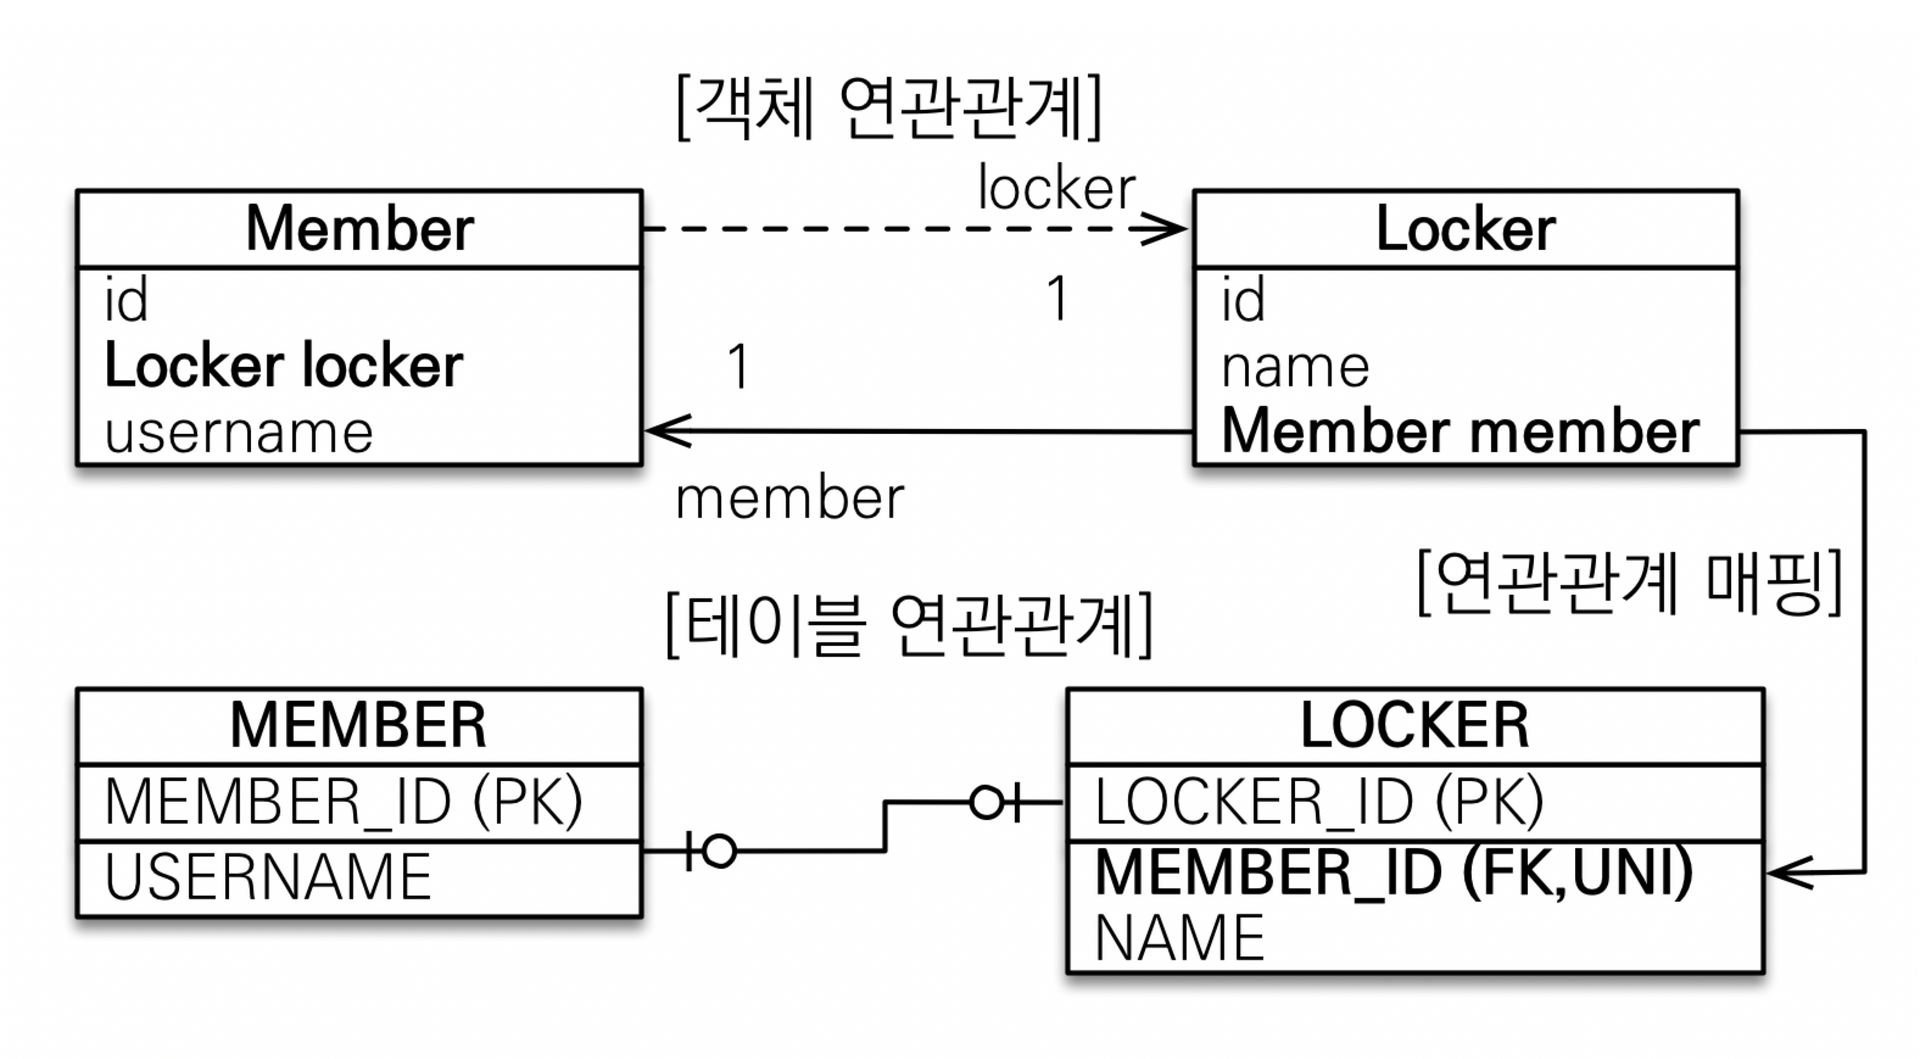 [객체 연관관계]
locker
Member
id
Locker locker
username
1
1
Locker
id
name
Member member
member
[연관관계 매핑]
[테이블 연관관계]
MEMBER
MEMBER_ID (PK)
USERNAME
LOCKER
LOCKER_ID (PK)
MEMBER_ID (FK,UNI)
NAME